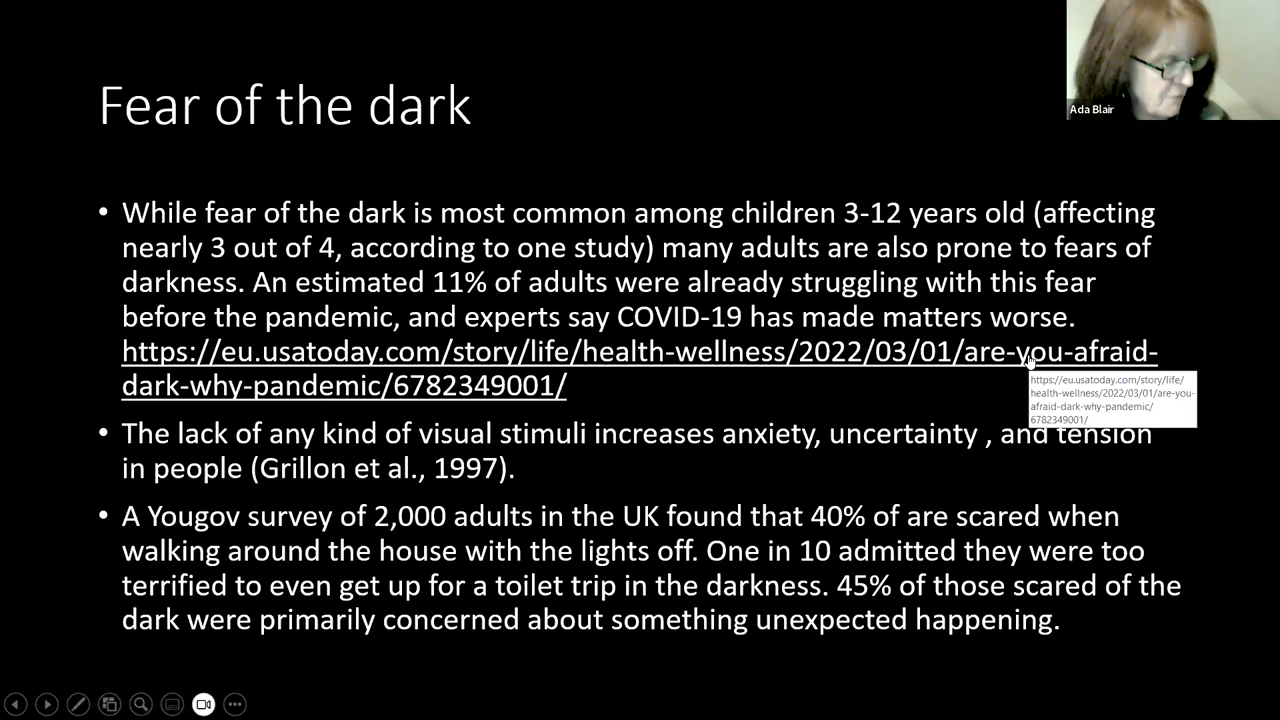 Fear of the dark
Ada Blair
• While fear of the dark is most common among children 3-12 years old (affecting
nearly 3 out of 4, according to one study) many adults are also prone to fears of
darkness. An estimated 11% of adults were already struggling with this fear
before the pandemic, and experts say COVID-19 has made matters worse.
https://eu.usatoday.com/story/life/health-wellness/2022/03/01/are-you-afraid-
dark-why-pandemic/6782349001/
https://eu.usatoday.com/story/life/
health-wellness/2022/03/01/are-you-
afraid-dark-why-pandemic/
6782349001/
• The lack of any kind of visual stimuli increases anxiety, uncertainty , and tension
in people (Grillon et al., 1997).
• A Yougov survey of 2,000 adults in the UK found that 40% of are scared when
walking around the house with the lights off. One in 10 admitted they were too
terrified to even get up for a toilet trip in the darkness. 45% of those scared of the
dark were primarily concerned about something unexpected happening.